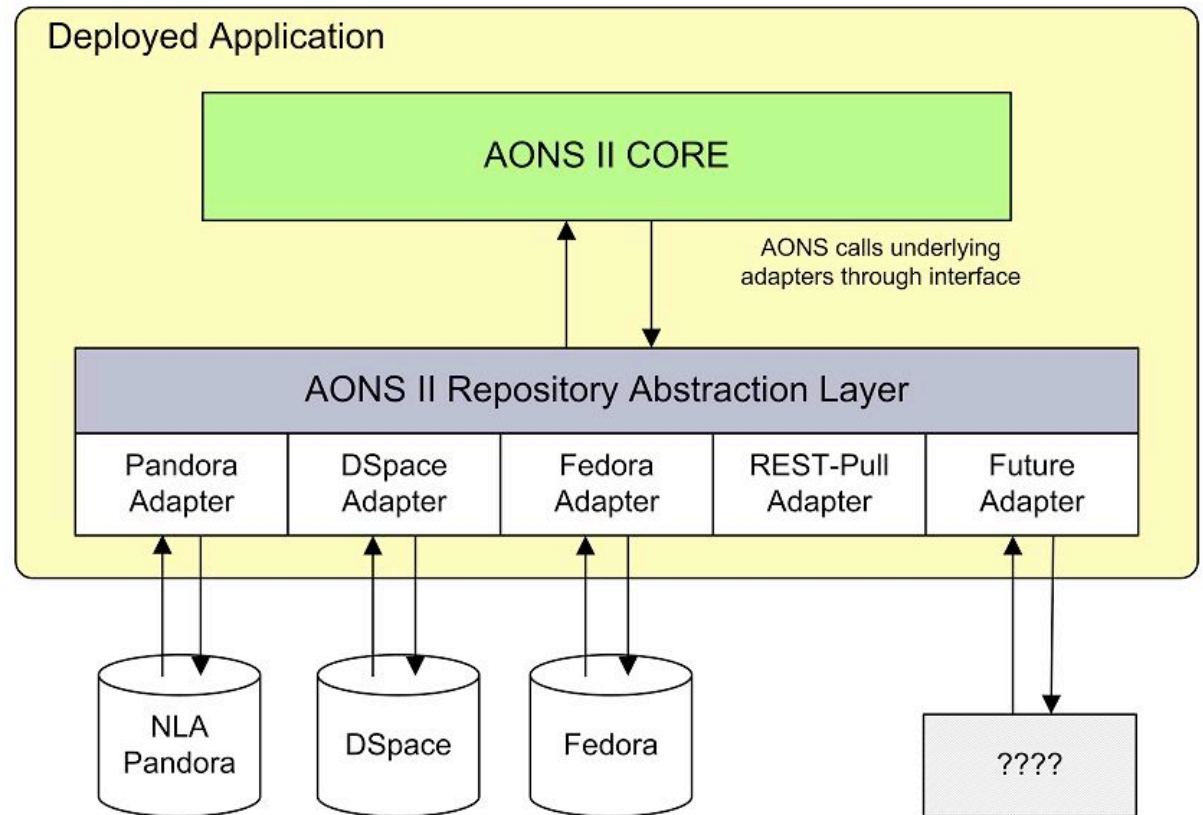 Deployed Application
AONS II CORE
AONS calls underlying
adapters through interface
AONS II Repository Abstraction Layer
Pandora
Adapter
DSpace
Adapter
Fedora
Adapter
REST-Pull
Adapter
Future
Adapter
NLA
Pandora
DSpace
Fedora
????